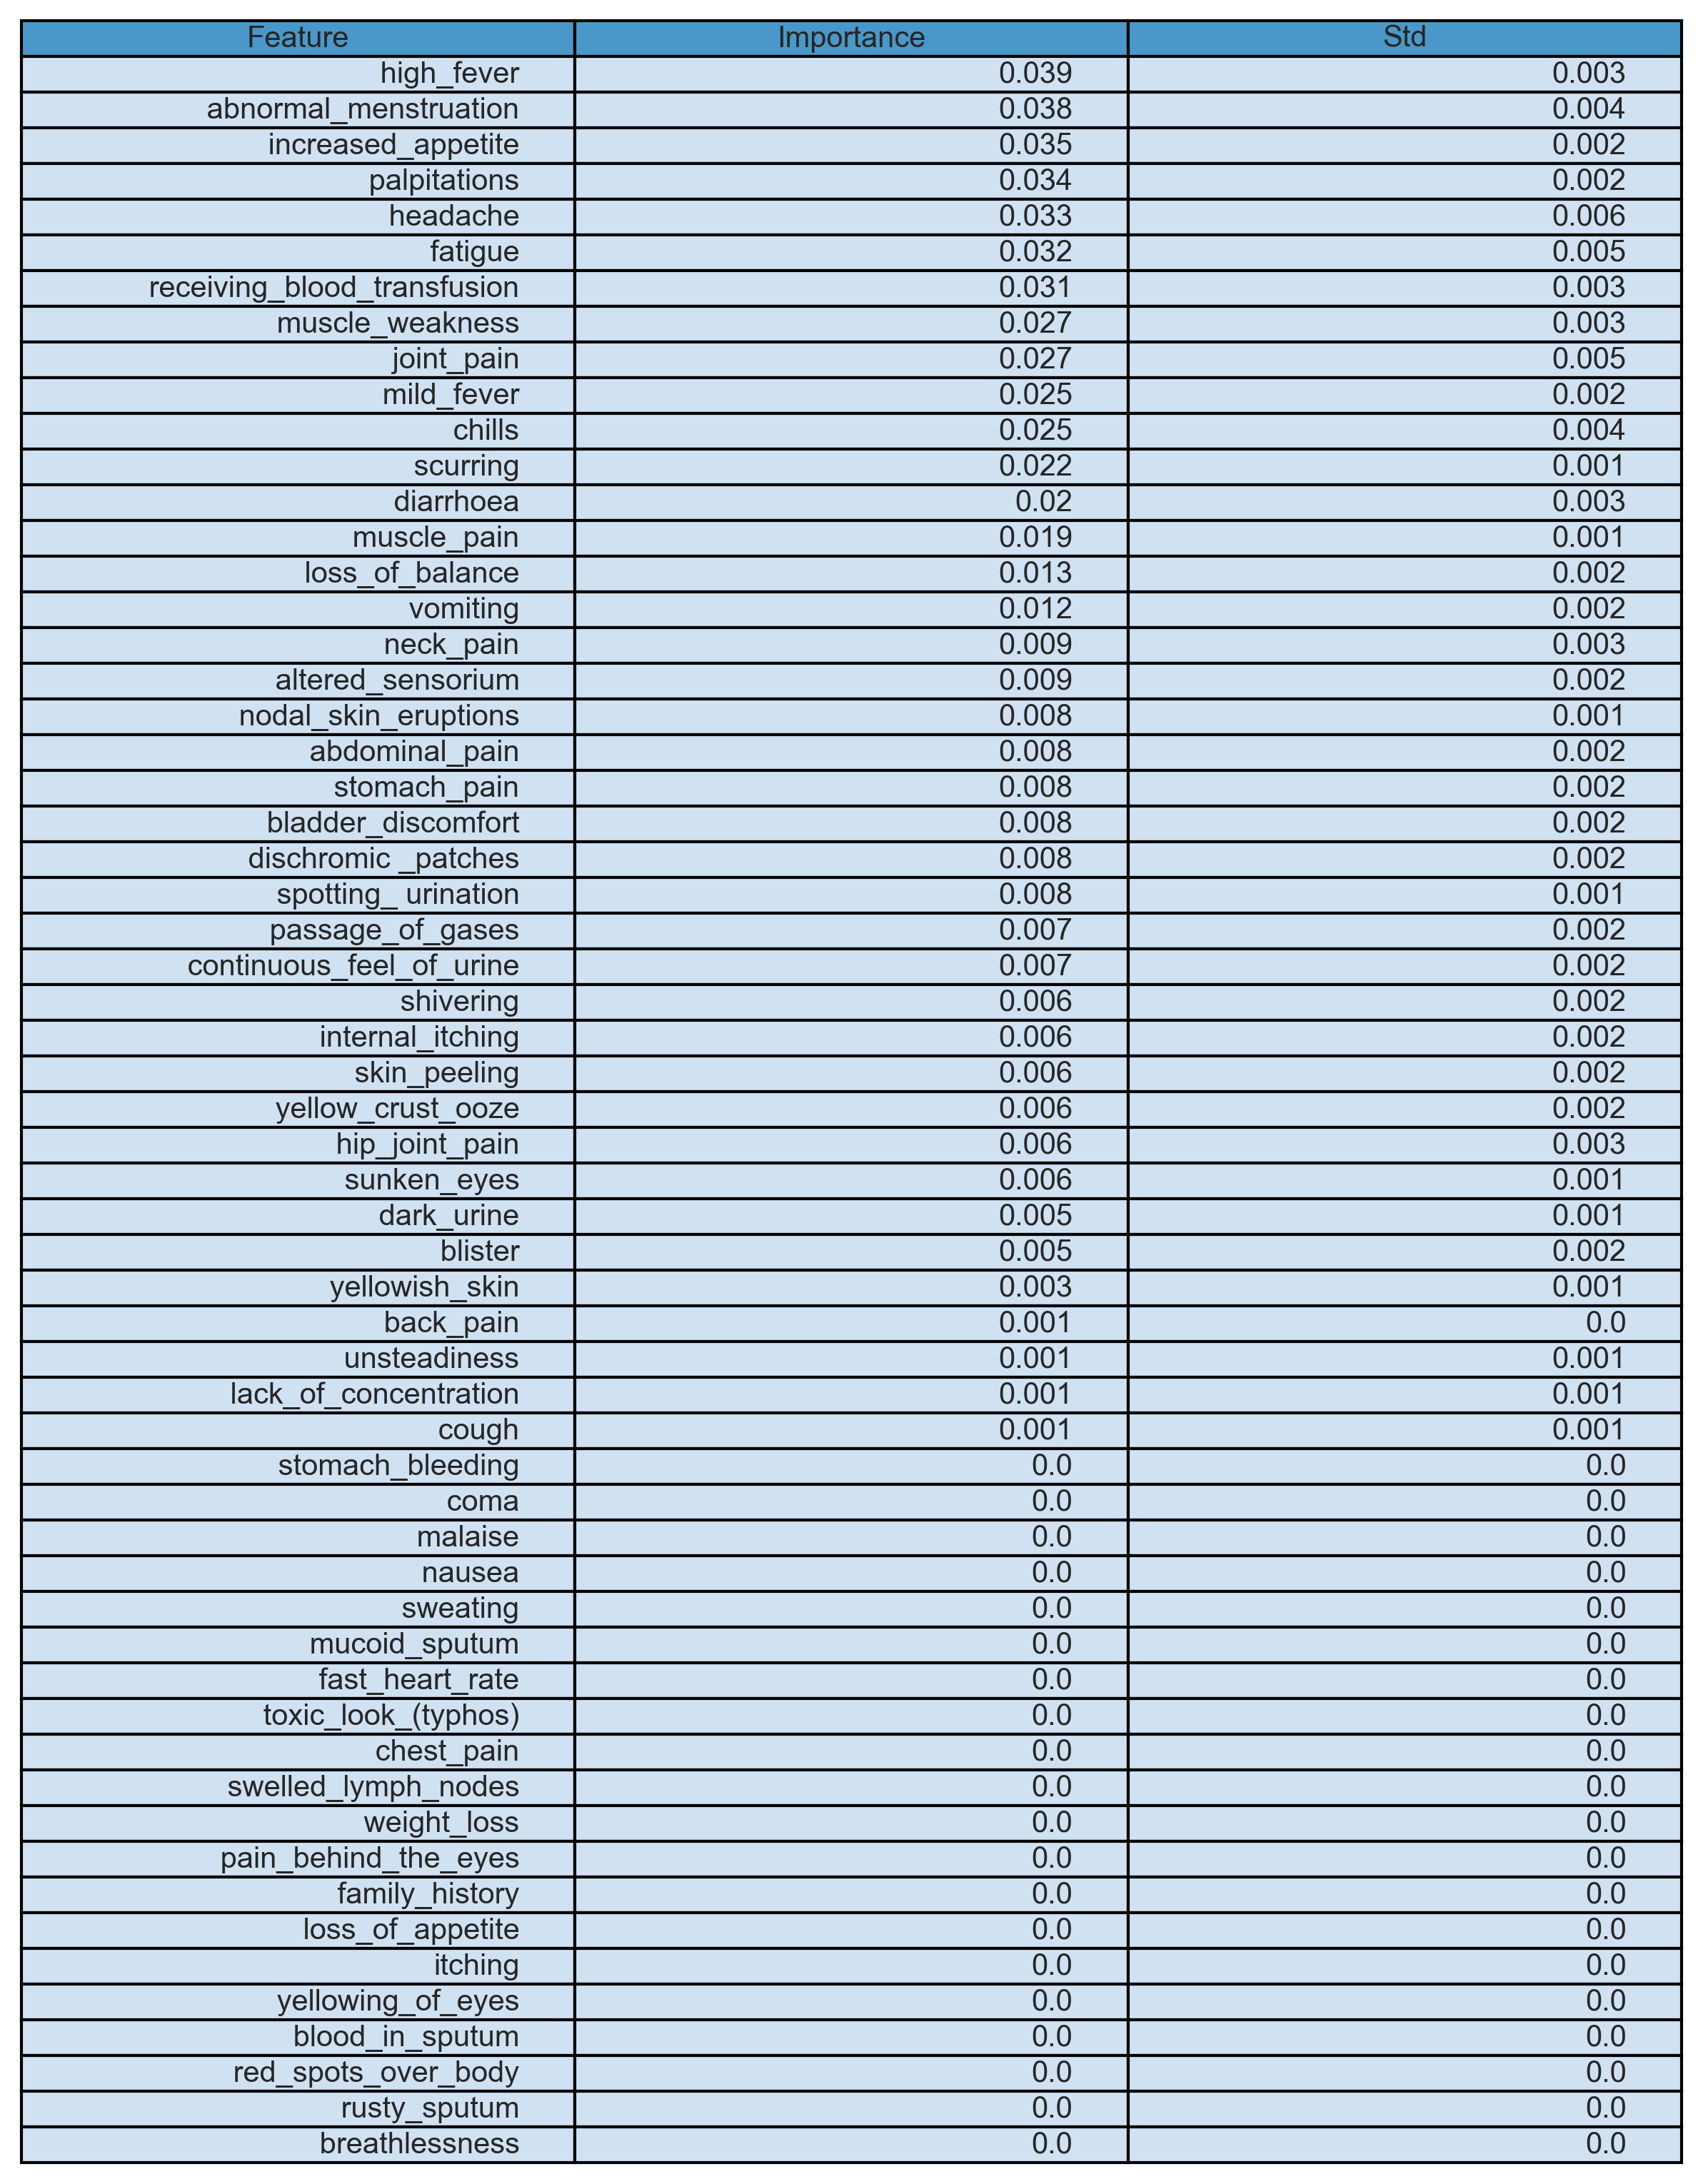 Feature Importance Std
high_fever 0.039 0.003
abnormal_menstruation 0.038 0.004
increased_appetite 0.035 0.002
palpitations 0.034 0.002
headache 0.033 0.006
fatigue 0.032 0.005
receiving_blood_transfusion 0.031 0.003
muscle_weakness 0.027 0.003
joint_pain 0.027 0.005
mild_fever 0.025 0.002
chills 0.025 0.004
scurring 0.022 0.001
diarrhoea 0.02 0.003
muscle_pain 0.019 0.001
loss_of_balance 0.013 0.002
vomiting 0.012 0.002
neck_pain 0.009 0.003
altered_sensorium 0.009 0.002
nodal_skin_eruptions 0.008 0.001
abdominal_pain 0.008 0.002
stomach_pain 0.008 0.002
bladder_discomfort 0.008 0.002
dischromic _patches 0.008 0.002
spotting_ urination 0.008 0.001
passage_of_gases 0.007 0.002
continuous_feel_of_urine 0.007 0.002
shivering 0.006 0.002
internal_itching 0.006 0.002
skin_peeling 0.006 0.002
yellow_crust_ooze 0.006 0.002
hip_joint_pain 0.006 0.003
sunken_eyes 0.006 0.001
dark_urine 0.005 0.001
blister 0.005 0.002
yellowish_skin 0.003 0.001
back_pain 0.001 0.0
unsteadiness 0.001 0.001
lack_of_concentration 0.001 0.001
cough 0.001 0.001
stomach_bleeding 0.0 0.0
coma 0.0 0.0
malaise 0.0 0.0
nausea 0.0 0.0
sweating 0.0 0.0
mucoid_sputum 0.0 0.0
fast_heart_rate 0.0 0.0
toxic_look_(typhos) 0.0 0.0
chest_pain 0.0 0.0
swelled_lymph_nodes 0.0 0.0
weight_loss 0.0 0.0
pain_behind_the_eyes 0.0 0.0
family_history 0.0 0.0
loss_of_appetite 0.0 0.0
itching 0.0 0.0
yellowing_of_eyes 0.0 0.0
blood_in_sputum 0.0 0.0
red_spots_over_body 0.0 0.0
rusty_sputum 0.0 0.0
breathlessness 0.0 0.0